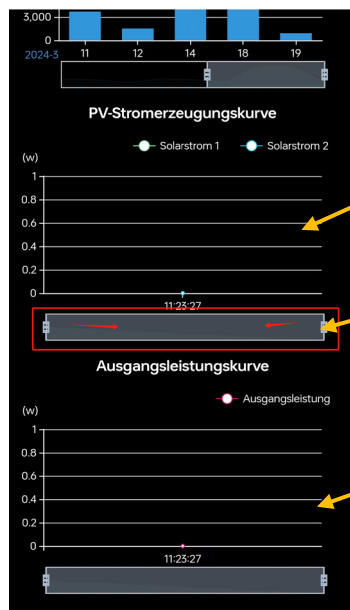 3,000
0
2024-3 11 12 14 18 19
PV-Stromerzeugungskurve
Solarstrom 1 Solarstrom 2
(w)
1
0.8
0.6
0.4
0.2
0
11:23:27
Ausgangsleistungskurve
Ausgangsleistung
(w)
1
0.8
0.6
0.4
0.2
0
11:23:27